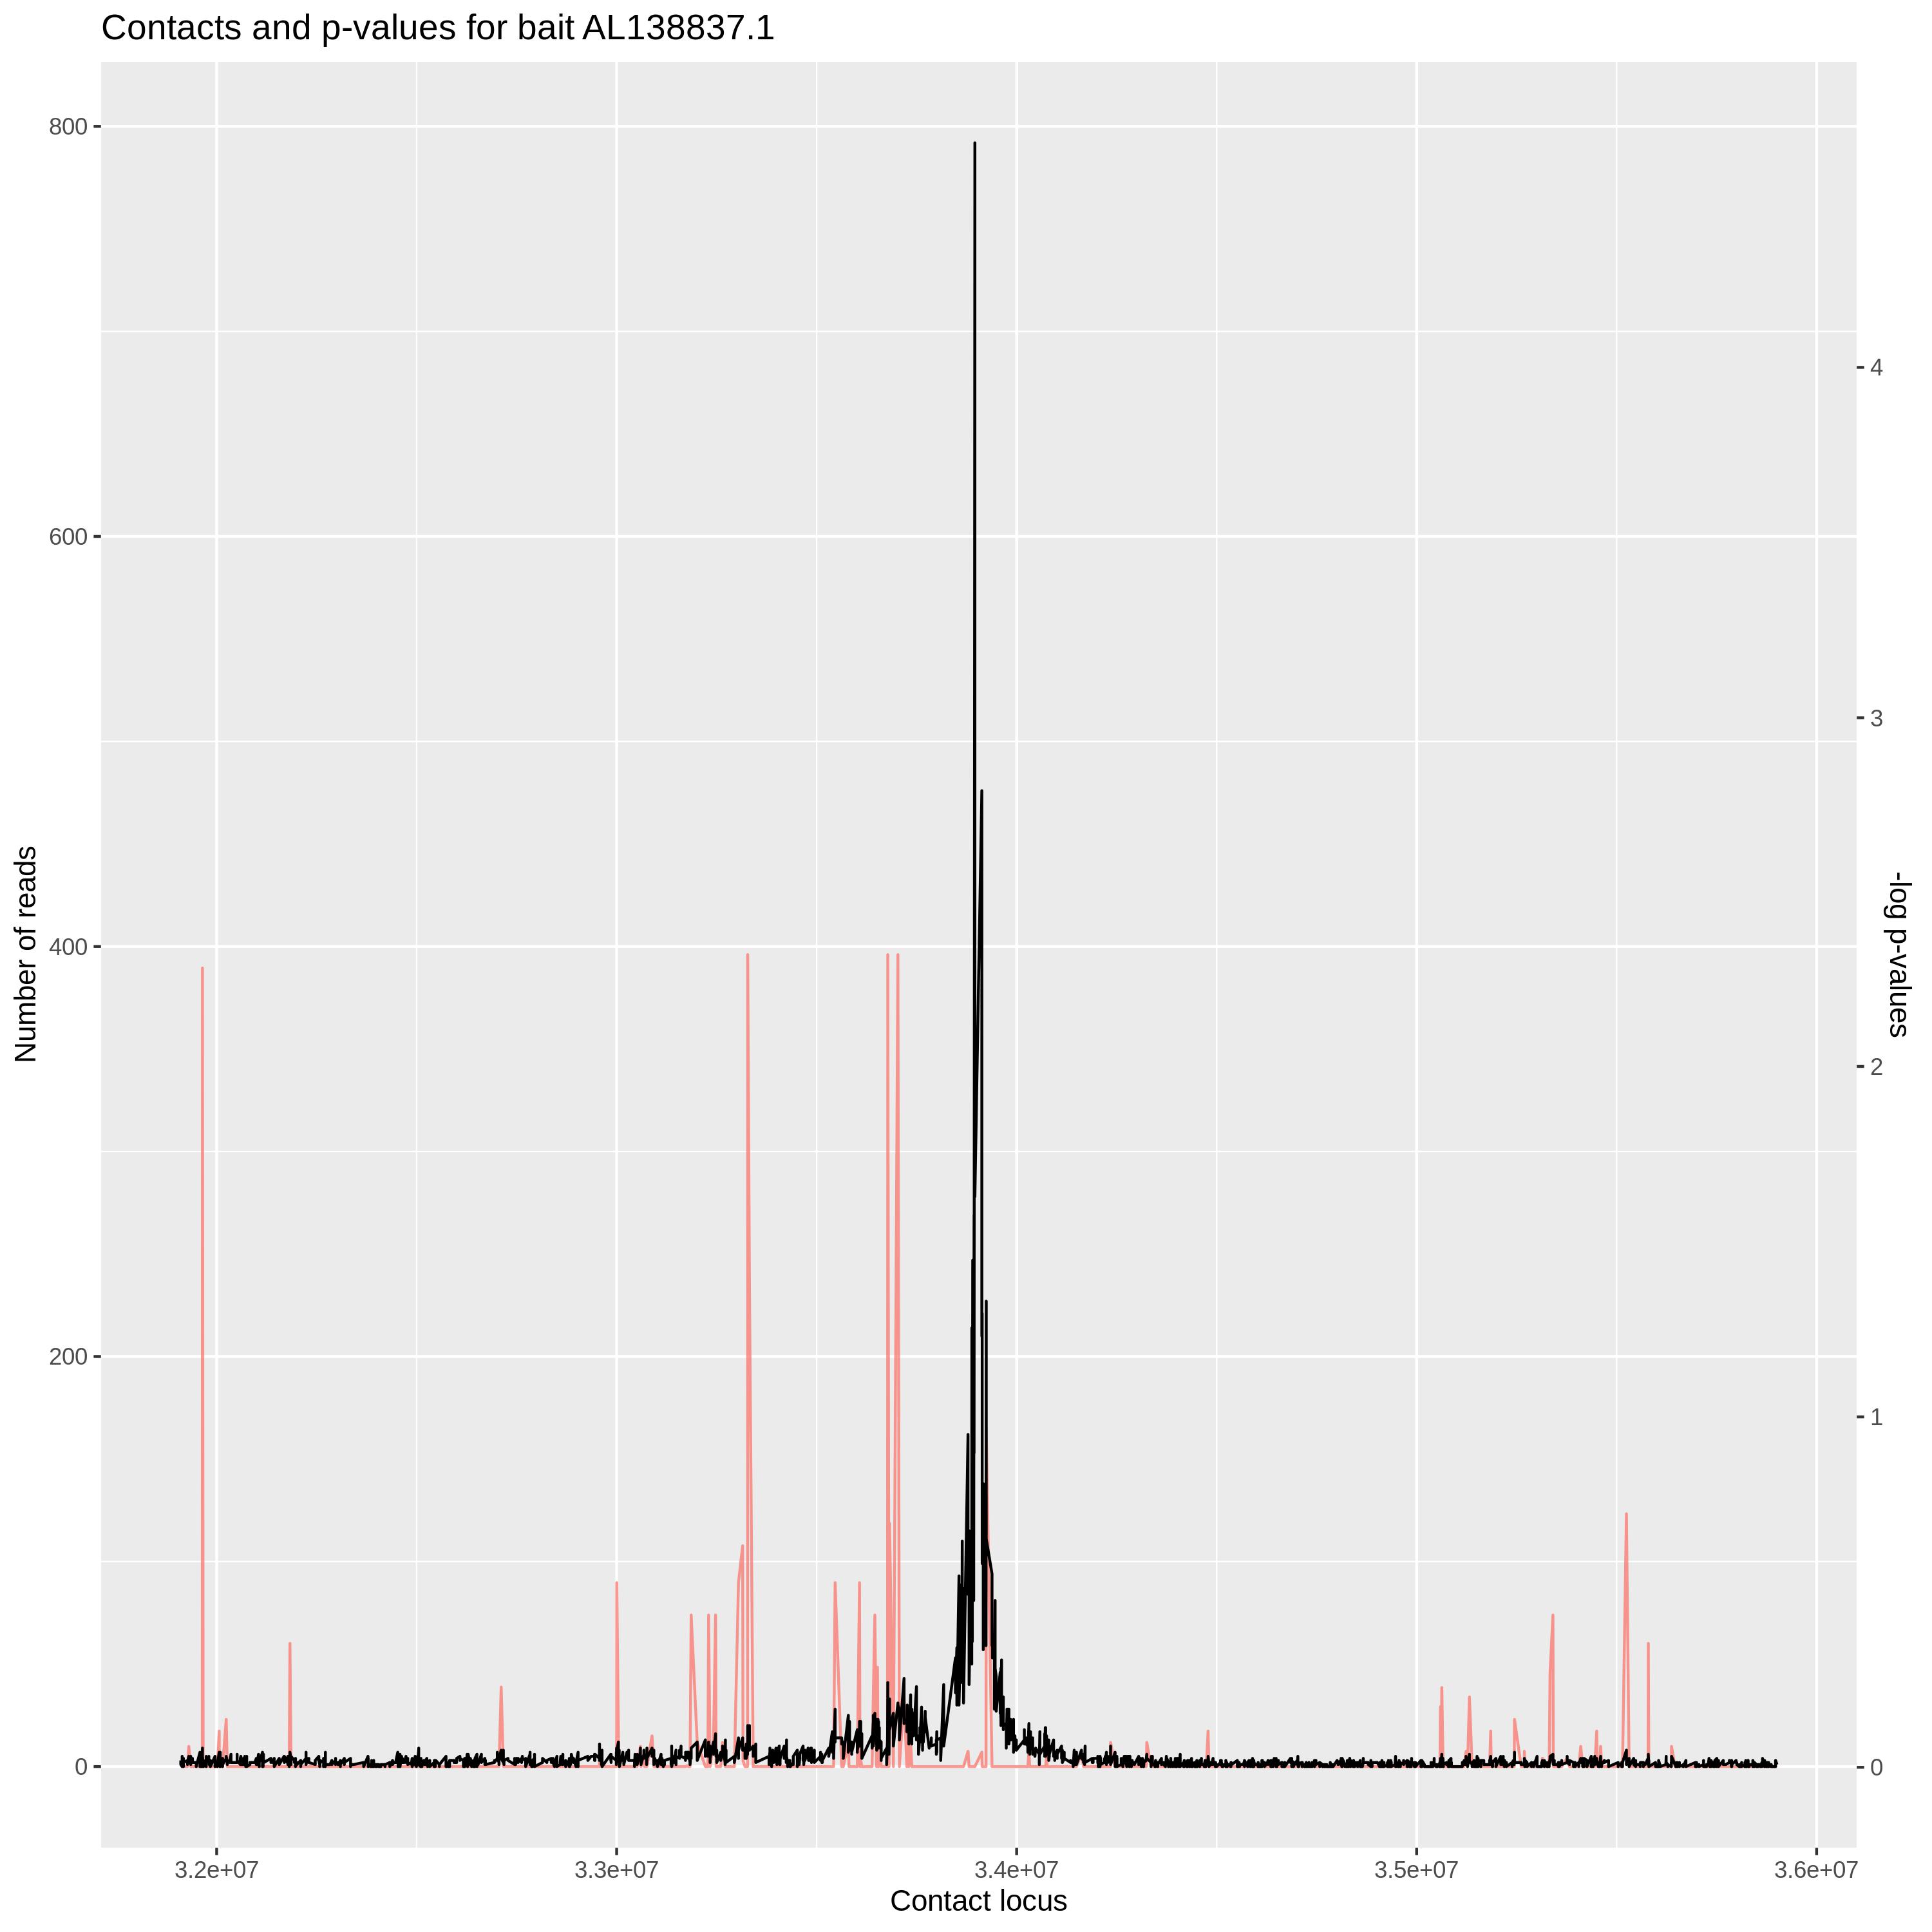 Contacts and p-values for bait AL138837.1
800
600
400
200
0
Number of reads
4
3
2
1
0
-log p-values
3.2e+07 3.3e+07 3.4e+07 3.5e+07 3.6e+07
Contact locus